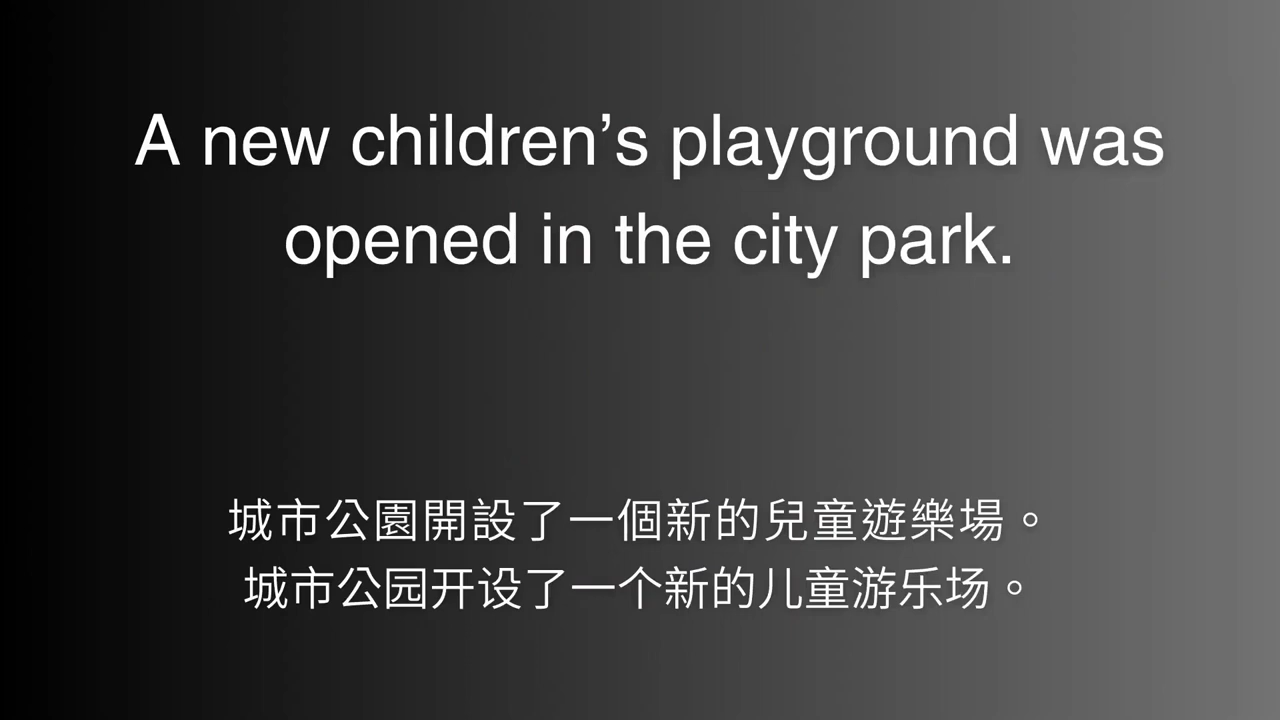 A new children’s playground was
opened in the city park.
城市公園開設了一個新的兒童遊樂場。
城市公园开设了一个新的儿童游乐场。